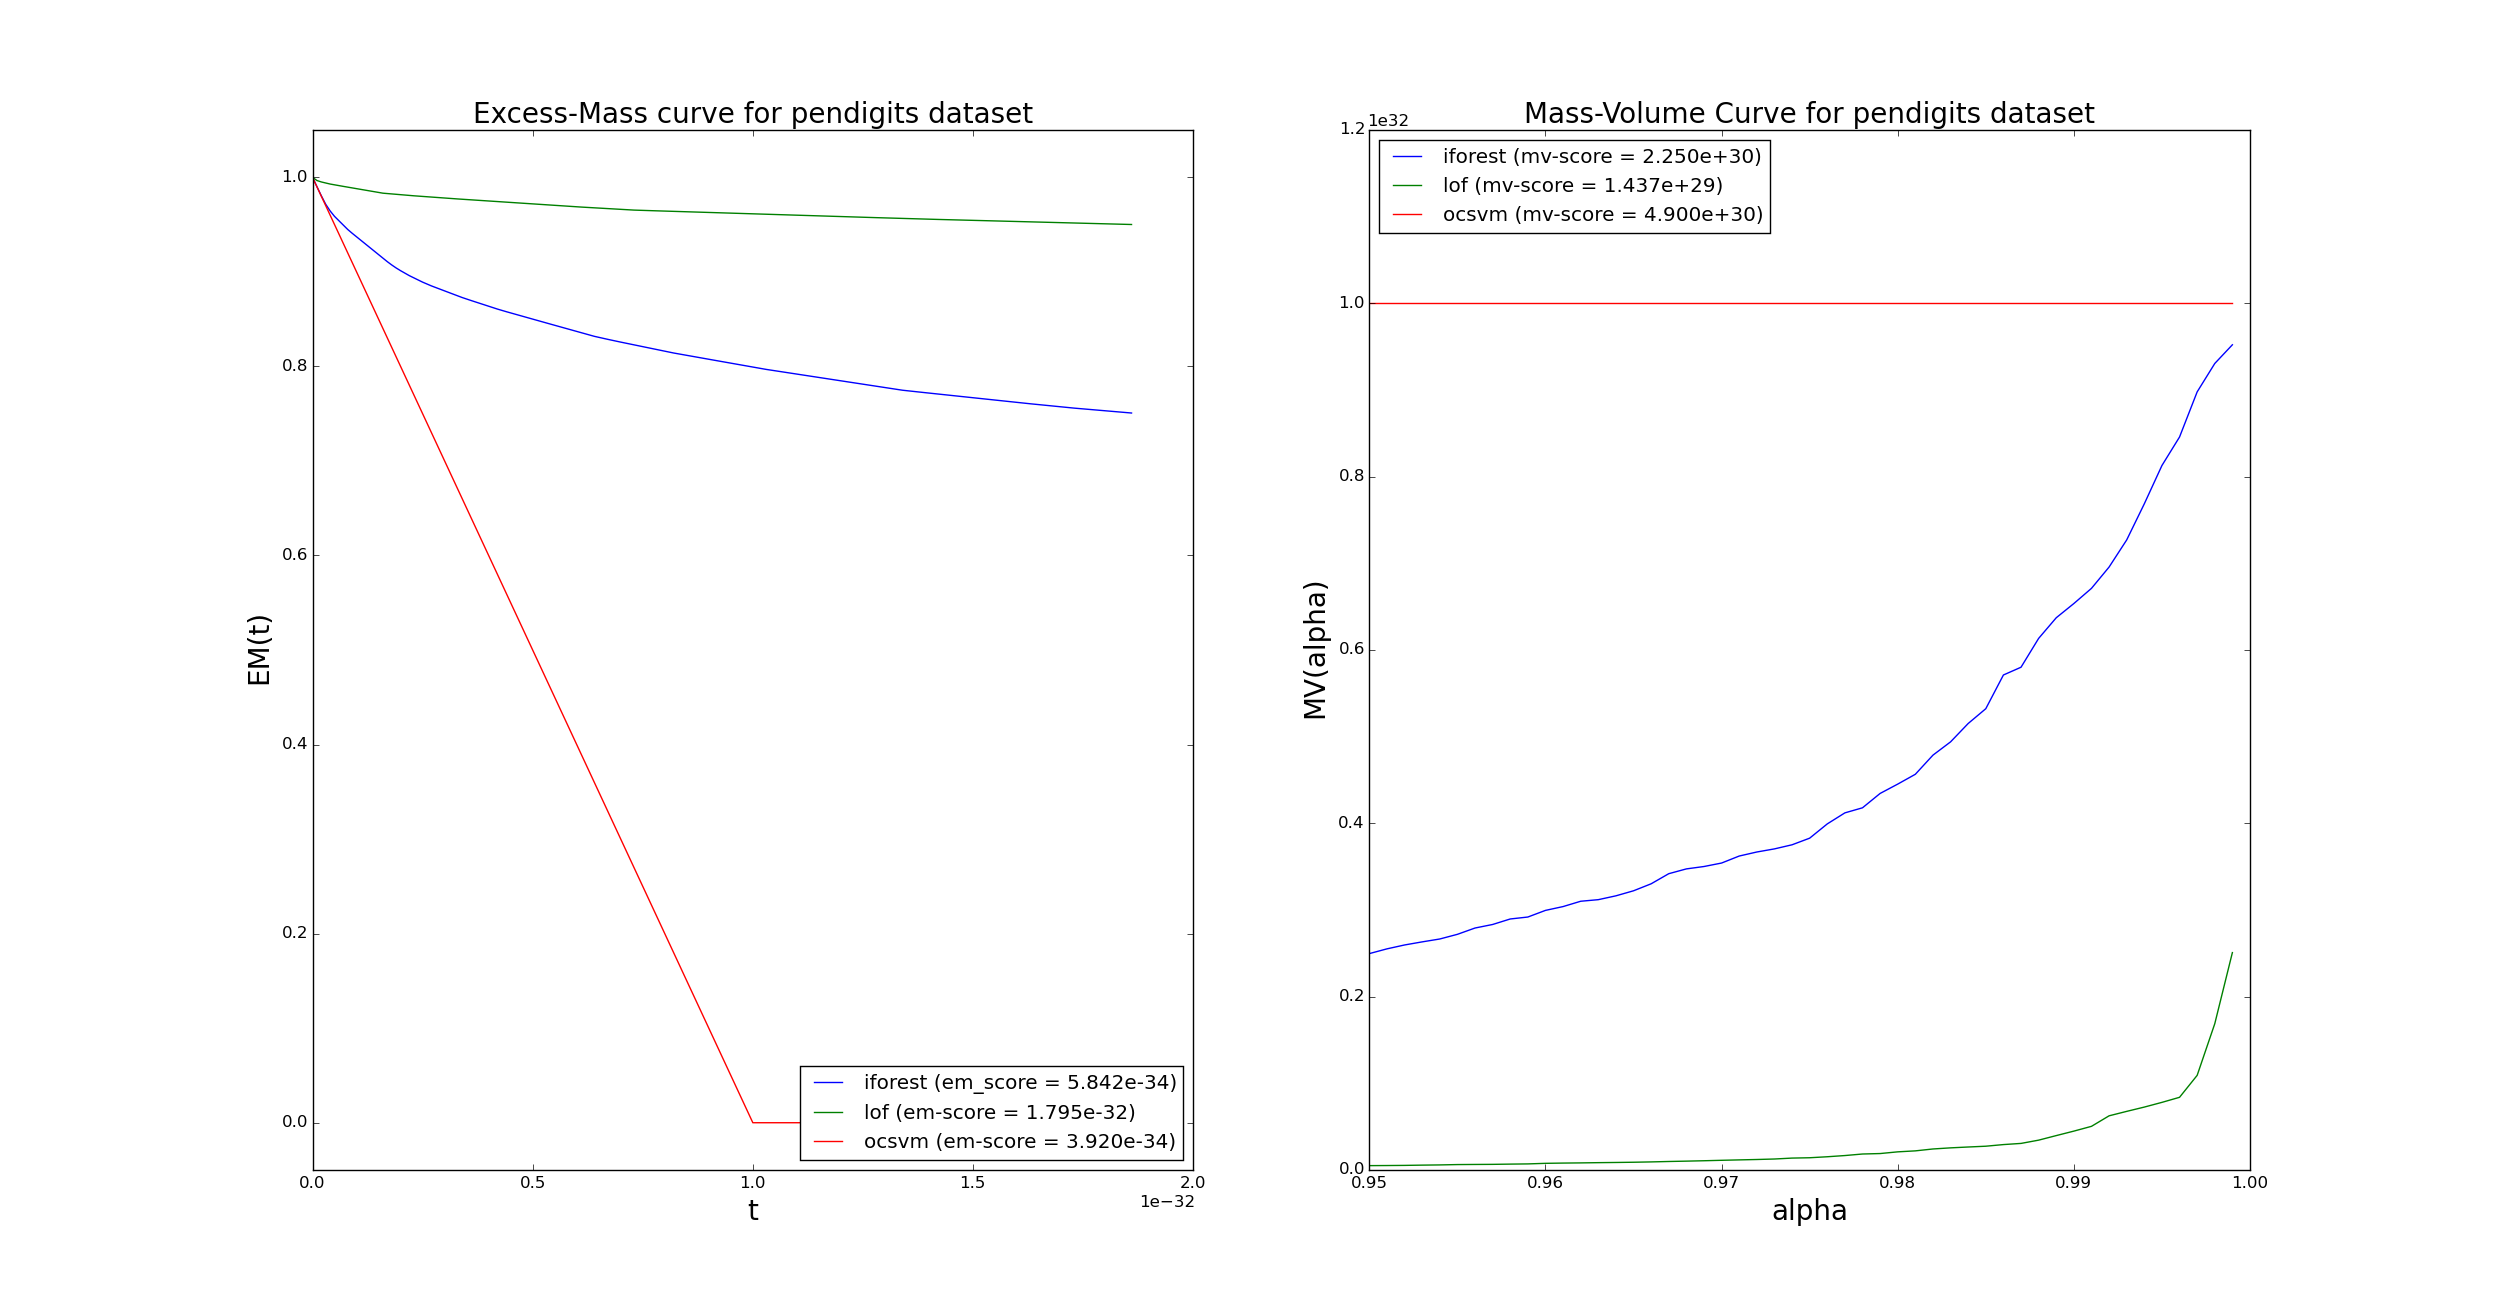 Excess-Mass curve for pendigits dataset
EM(t)
1.0
0.8
0.6
0.4
0.2
0.0
iforest (em_score = 5.842e-34)
lof (em-score = 1.795e-32)
ocsvm (em-score = 3.920e-34)
0.0 0.5 1.0 1.5 2.0
1e−32
t
Mass-Volume Curve for pendigits dataset
1e32
MV(alpha)
1.2
1.0
0.8
0.6
0.4
0.2
0.0
iforest (mv-score = 2.250e+30)
lof (mv-score = 1.437e+29)
ocsvm (mv-score = 4.900e+30)
0.95 0.96 0.97 0.98 0.99 1.00
alpha